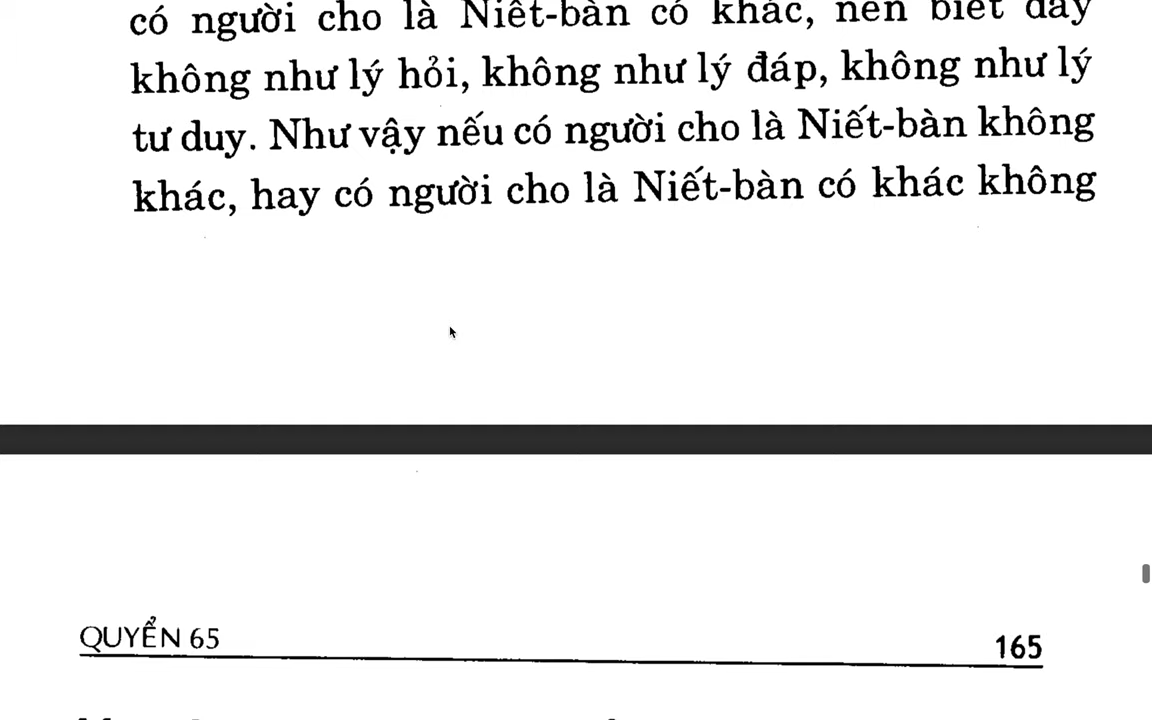 có người cho là Niết-bàn có khác, nên biết đây
không như lý hỏi, không như lý đáp, không như lý
tư duy. Như vậy nếu có người cho là Niết-bàn không
khác, hay có người cho là Niết-bàn có khác không
QUYỂN 65
165